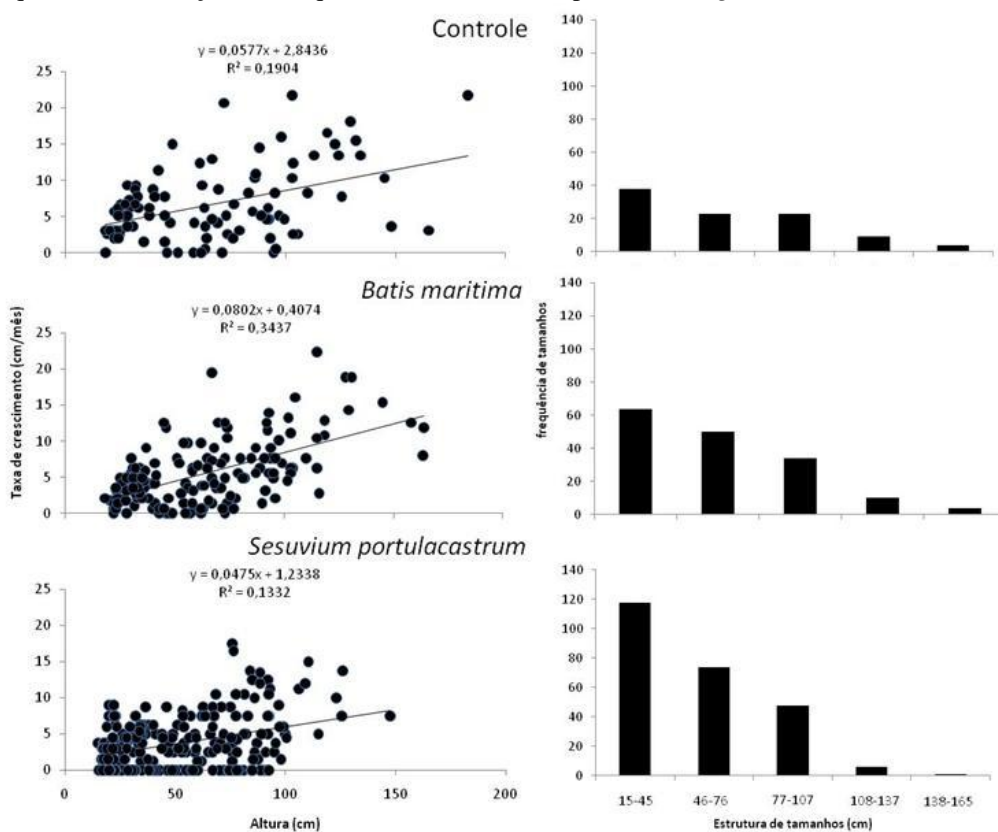 Controle
y = 0,0577x + 2,8436
R² = 0,1904
25
20
15
10
5
0
140
120
100
80
60
40
20
0
Batis maritima
y = 0,0802x + 0,4074
R² = 0,3437
25
20
15
10
5
0
Taxa de crescimento (cm/mês)
140
120
100
80
60
40
20
0
frequência de tamanhos
Sesuvium portulacastrum
y = 0,0475x + 1,2338
R² = 0,1332
25
20
15
10
5
0
0 50 100 150 200
Altura (cm)
140
120
100
80
60
40
20
0
15-45 46-76 77-107 108-137 138-165
Estrutura de tamanhos (cm)